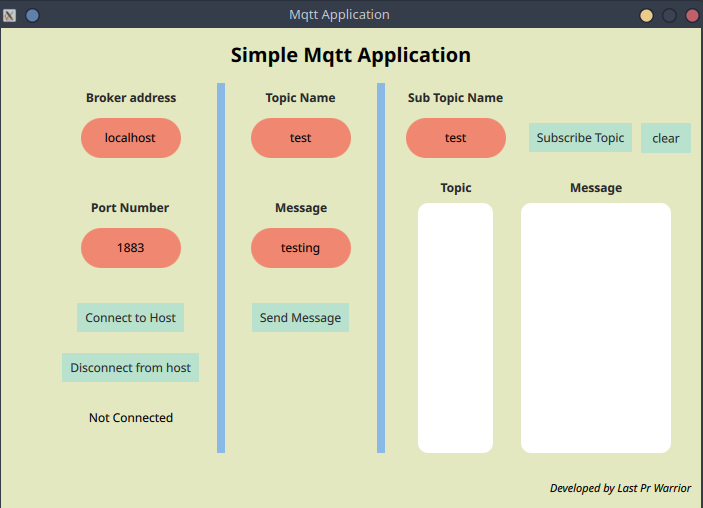 Mqtt Application
Simple Mqtt Application
Broker address
localhost
Port Number
1883
Connect to Host
Disconnect from host
Not Connected
Topic Name
test
Message
testing
Send Message
Sub Topic Name
test
Subscribe Topic
clear
Topic
Message
Developed by Last Pr Warrior